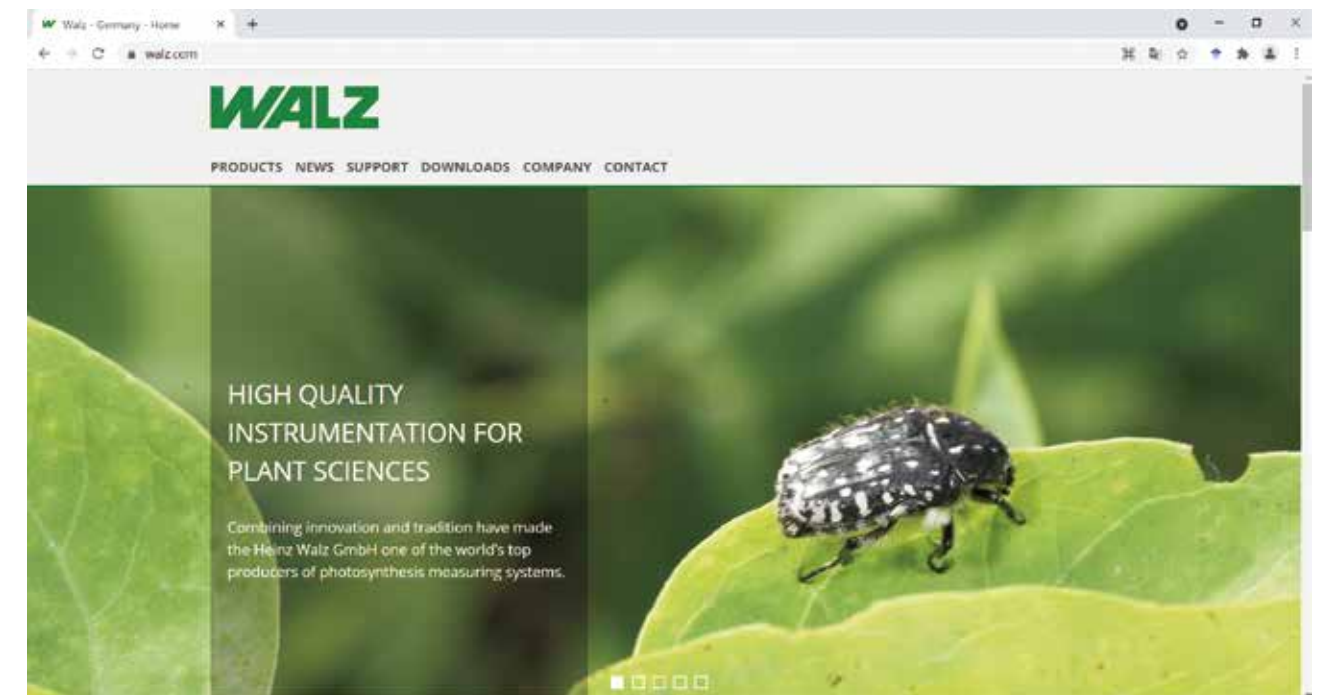 Walz - Germany - Home
walz.com
WALZ
PRODUCTS NEWS SUPPORT DOWNLOADS COMPANY CONTACT
HIGH QUALITY
INSTRUMENTATION FOR
PLANT SCIENCES
Combining innovation and tradition have made
the Heinz Walz GmbH one of the world's top
producers of photosynthesis measuring systems.